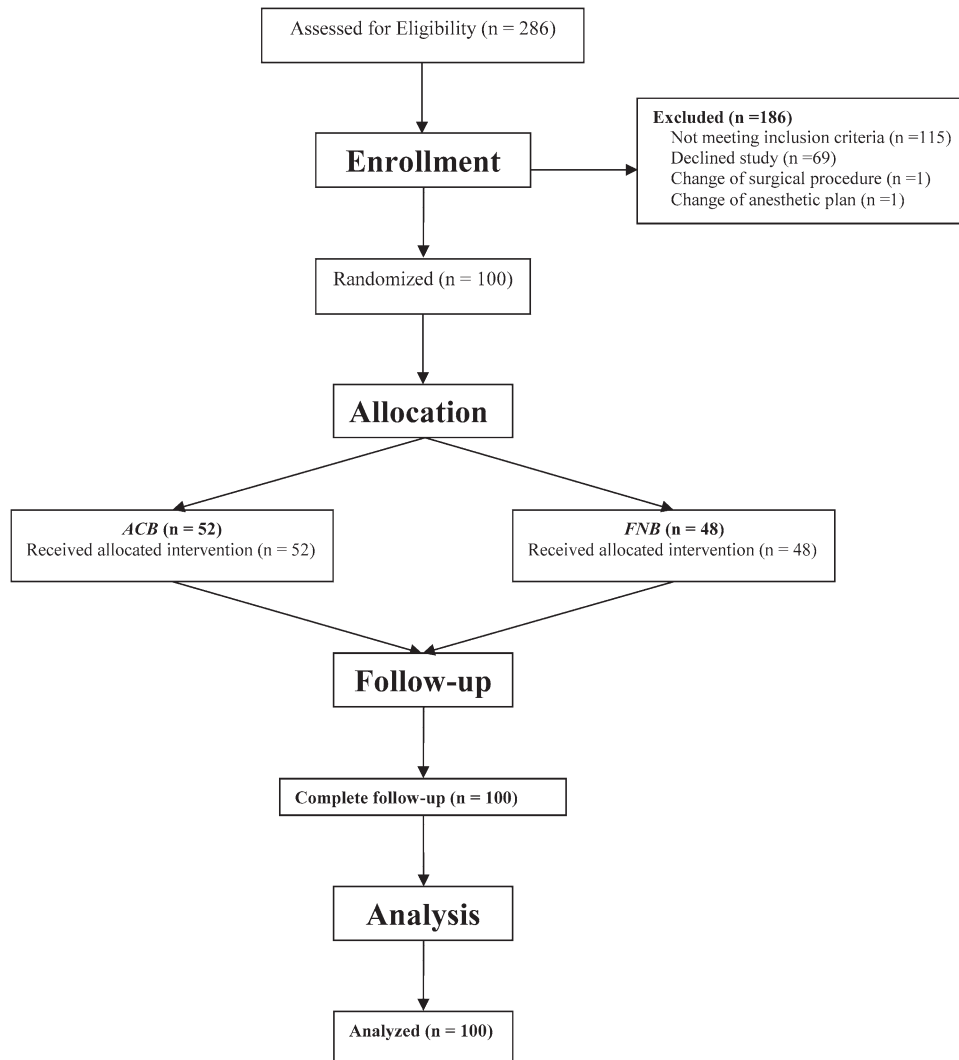 Assessed for Eligibility (n = 286)
Excluded (n =186)
Not meeting inclusion criteria (n =115)
Declined study (n =69)
Change of surgical procedure (n =1)
Change of anesthetic plan (n =1)
Enrollment
Randomized (n = 100)
Allocation
ACB (n = 52)
Received allocated intervention (n = 52)
FNB (n = 48)
Received allocated intervention (n = 48)
Follow-up
Complete follow-up (n = 100)
Analysis
Analyzed (n = 100)